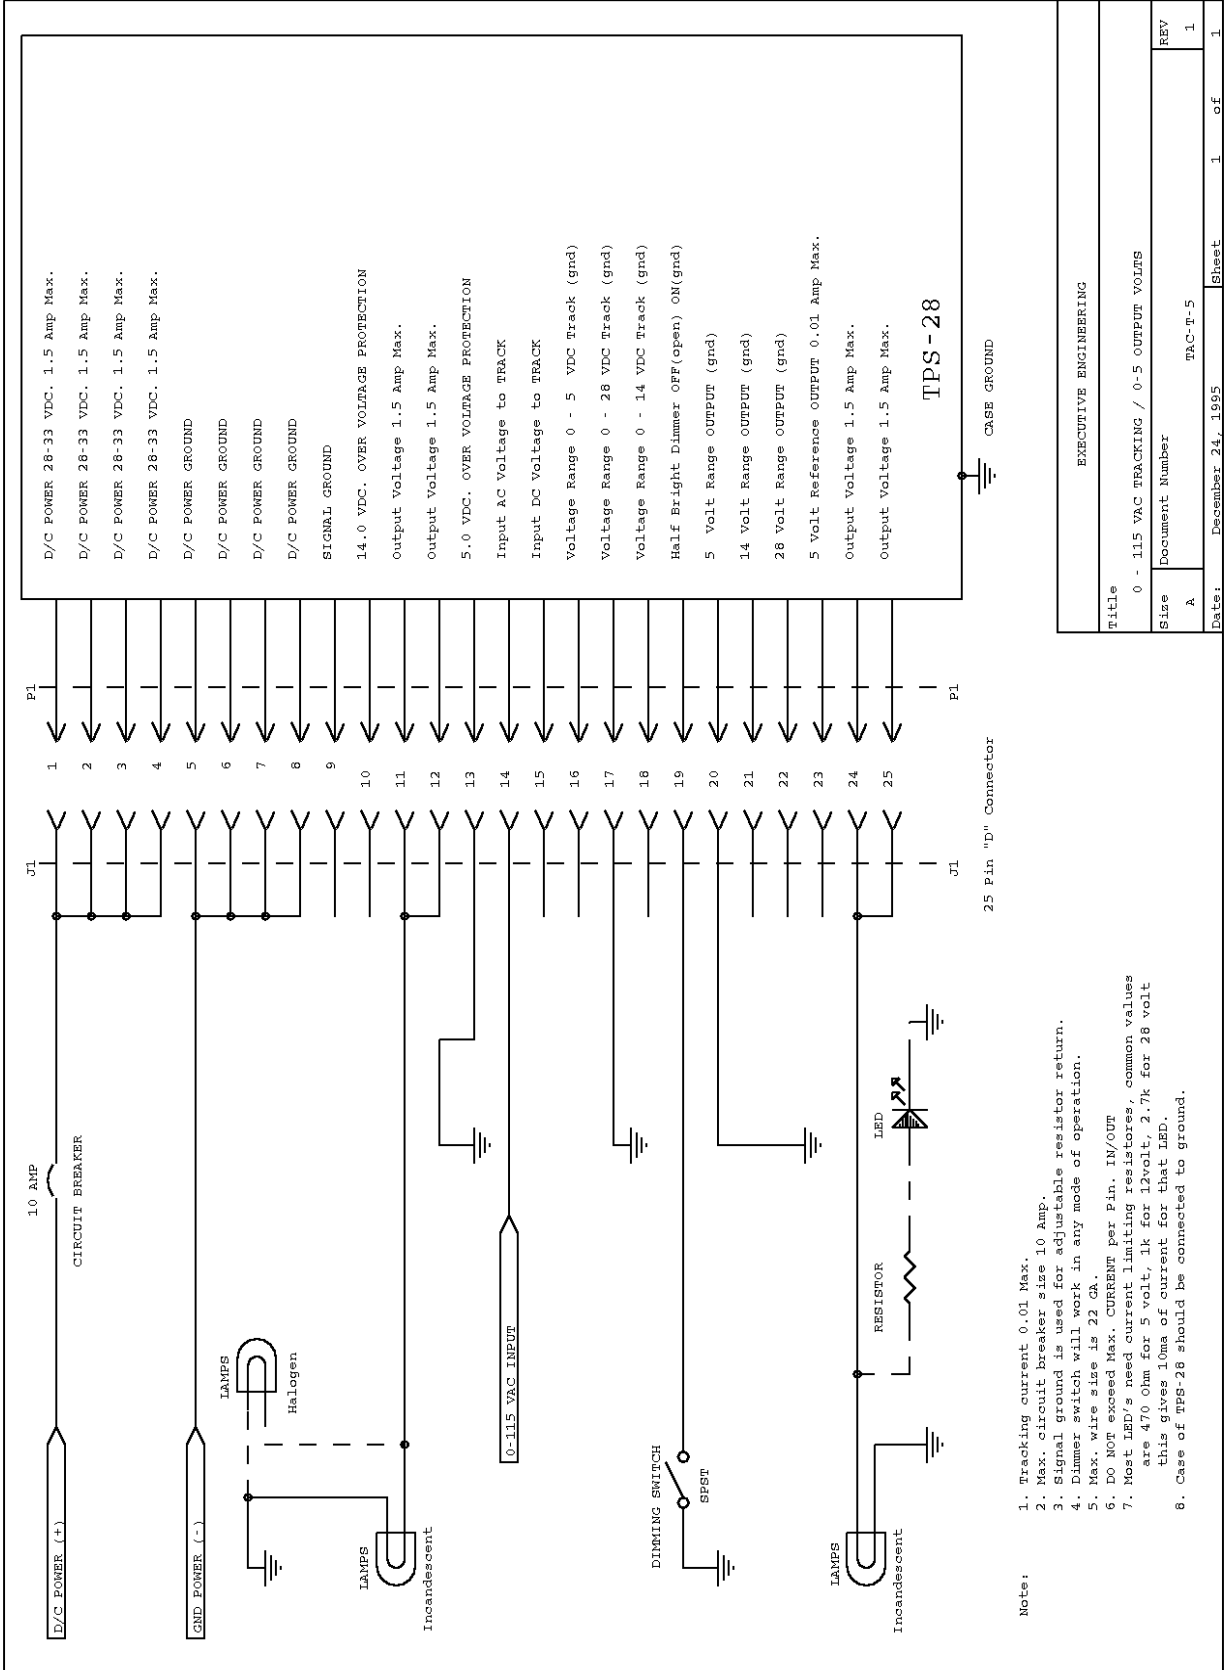 D/C POWER (+)
10 AMP
CIRCUIT BREAKER
GND POWER (-)
LAMPS
Halogen
LAMPS
Incandescent
0-115 VAC INPUT
DIMMING SWITCH
SPST
LAMPS
Incandescent
RESISTOR
LED
J1
P1
1
2
3
4
5
6
7
8
9
10
11
12
13
14
15
16
17
18
19
20
21
22
23
24
25
J1
P1
25 Pin "D" Connector
D/C POWER 28-33 VDC. 1.5 Amp Max.
D/C POWER 28-33 VDC. 1.5 Amp Max.
D/C POWER 28-33 VDC. 1.5 Amp Max.
D/C POWER 28-33 VDC. 1.5 Amp Max.
D/C POWER GROUND
D/C POWER GROUND
D/C POWER GROUND
D/C POWER GROUND
SIGNAL GROUND
14.0 VDC. OVER VOLTAGE PROTECTION
Output Voltage 1.5 Amp Max.
Output Voltage 1.5 Amp Max.
5.0 VDC. OVER VOLTAGE PROTECTION
Input AC Voltage to TRACK
Input DC Voltage to TRACK
Voltage Range 0 - 5 VDC Track (gnd)
Voltage Range 0 - 28 VDC Track (gnd)
Voltage Range 0 - 14 VDC Track (gnd)
Half Bright Dimmer OFF(open) ON(gnd)
5 Volt Range OUTPUT (gnd)
14 Volt Range OUTPUT (gnd)
28 Volt Range OUTPUT (gnd)
5 Volt Reference OUTPUT 0.01 Amp Max.
Output Voltage 1.5 Amp Max.
Output Voltage 1.5 Amp Max.
TPS-28
CASE GROUND
Note:
1. Tracking current 0.01 Max.
2. Max. circuit breaker size 10 Amp.
3. Signal ground is used for adjustable resistor return.
4. Dimmer switch will work in any mode of operation.
5. Max. wire size is 22 GA.
6. DO NOT exceed Max. CURRENT per Pin. IN/OUT
7. Most LED's need current limiting resistores, common values
are 470 Ohm for 5 volt, 1k for 12volt, 2.7k for 28 volt
this gives 10ma of current for that LED.
8. Case of TPS-28 should be connected to ground.
EXECUTIVE ENGINEERING
Title
0 - 115 VAC TRACKING / 0-5 OUTPUT VOLTS
Size Document Number REV
A TAC-T-5 1
Date: December 24, 1995 Sheet 1 of 1